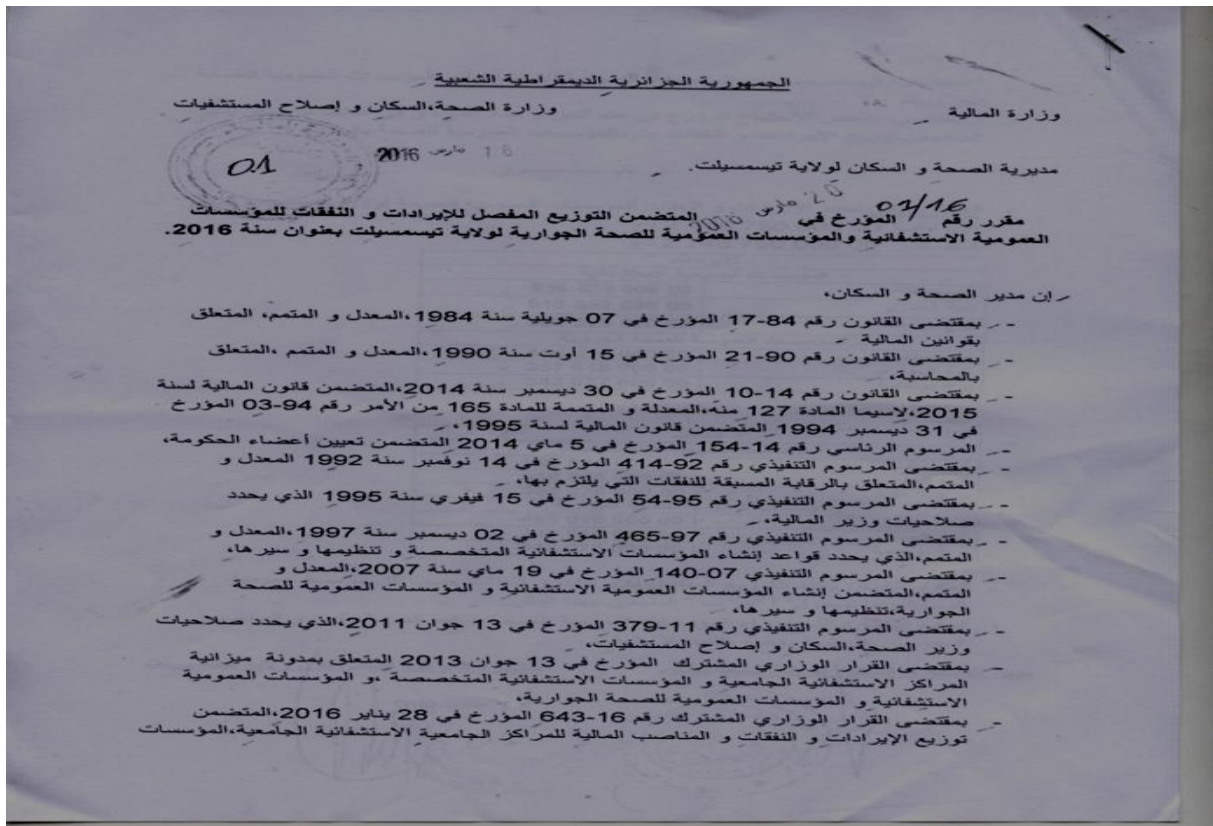 الجمهورية الجزائرية الديمقراطية الشعبية
وزارة المالية
وزارة الصحة،السكان و إصلاح المستشفيات
01
16 مارس 2016
مديرية الصحة و السكان لولاية تيسمسيلت.
مقرر رقم 01/16 المؤرخ في 20 مارس 2016 المتضمن التوزيع المفصل للإيرادات و النفقات للمؤسسات
العمومية الاستشفائية والمؤسسات العمومية للصحة الجوارية لولاية تيسمسيلت بعنوان سنة 2016.
إن مدير الصحة و السكان،
- بمقتضى القانون رقم 84-17 المؤرخ في 07 جويلية سنة 1984،المعدل و المتمم، المتعلق
بقوانين المالية
- بمقتضى القانون رقم 90-21 المؤرخ في 15 أوت سنة 1990،المعدل و المتمم ،المتعلق
بالمحاسبة،
- بمقتضى القانون رقم 14-10 المؤرخ في 30 ديسمبر سنة 2014،المتضمن قانون المالية لسنة
2015،لاسيما المادة 127 منه،المعدلة و المتممة للمادة 165 من الأمر رقم 94-03 المؤرخ
في 31 ديسمبر 1994 المتضمن قانون المالية لسنة 1995،
- المرسوم الرئاسي رقم 14-154 المؤرخ في 5 ماي 2014 المتضمن تعيين أعضاء الحكومة،
- بمقتضى المرسوم التنفيذي رقم 92-414 المؤرخ في 14 نوفمبر سنة 1992 المعدل و
المتمم،المتعلق بالرقابة المسبقة للنفقات التي يلتزم بها،
- بمقتضى المرسوم التنفيذي رقم 95-54 المؤرخ في 15 فيفري سنة 1995 الذي يحدد
صلاحيات وزير المالية،
- بمقتضى المرسوم التنفيذي رقم 97-465 المؤرخ في 02 ديسمبر سنة 1997،المعدل و
المتمم،الذي يحدد قواعد إنشاء المؤسسات الاستشفائية المتخصصة و تنظيمها و سيرها،
- بمقتضى المرسوم التنفيذي 07-140 المؤرخ في 19 ماي سنة 2007،المعدل و
المتمم،المتضمن إنشاء المؤسسات العمومية الاستشفائية و المؤسسات العمومية للصحة
الجوارية،تنظيمها و سيرها،
- بمقتضى المرسوم التنفيذي رقم 11-379 المؤرخ في 13 جوان 2011،الذي يحدد صلاحيات
وزير الصحة،السكان و إصلاح المستشفيات،
- بمقتضى القرار الوزاري المشترك المؤرخ في 13 جوان 2013 المتعلق بمدونة ميزانية
المراكز الاستشفائية الجامعية و المؤسسات الاستشفائية المتخصصة ،و المؤسسات العمومية
الاستشفائية و المؤسسات العمومية للصحة الجوارية،
- بمقتضى القرار الوزاري المشترك رقم 16-643 المؤرخ في 28 يناير 2016،المتضمن
توزيع الإيرادات و النفقات و المناصب المالية للمراكز الجامعية الاستشفائية الجامعية،المؤسسات